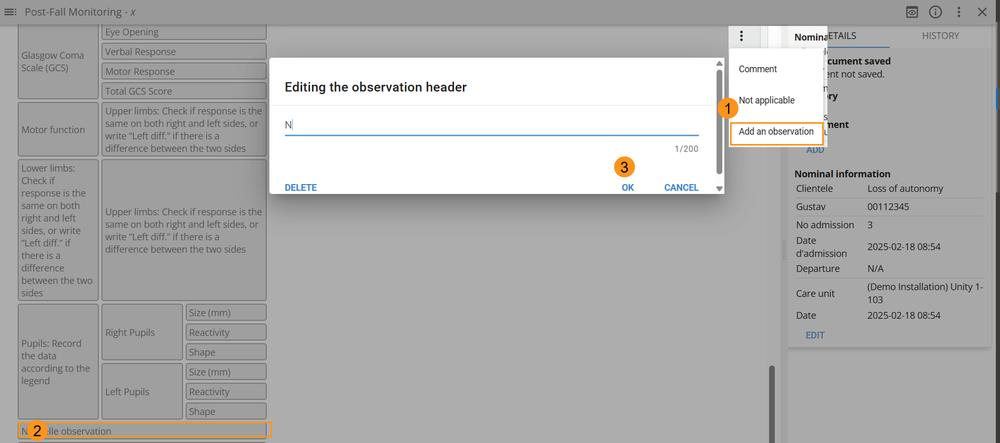 Post-Fall Monitoring - x
Glasgow Coma
Scale (GCS)
Eye Opening
Verbal Response
Motor Response
Total GCS Score
Motor function
Upper limbs: Check if response is the
same on both right and left sides, or
write “Left diff.” if there is a
difference between the two sides
Lower limbs:
Check if
response is the
same on both
right and left
sides, or write
“Left diff.” if
there is a
difference
between the two
sides
Upper limbs: Check if response is the
same on both right and left sides, or
write “Left diff.” if there is a
difference between the two sides
Pupils: Record
the data
according to the
legend
Right Pupils
Size (mm)
Reactivity
Shape
Left Pupils
Size (mm)
Reactivity
Shape
2
elle observation
Editing the observation header
N
1/200
3
DELETE
OK
CANCEL
Comment
1
Not applicable
Add an observation
Nomina
ETAILS
HISTORY
cument saved
ent not saved.
ry
ment
ADD
Nominal information
Clientele
Loss of autonomy
Gustav
00112345
No admission
3
Date
d'admission
2025-02-18 08:54
Departure
N/A
Care unit
(Demo Installation) Unity 1-
103
Date
2025-02-18 08:54
EDIT